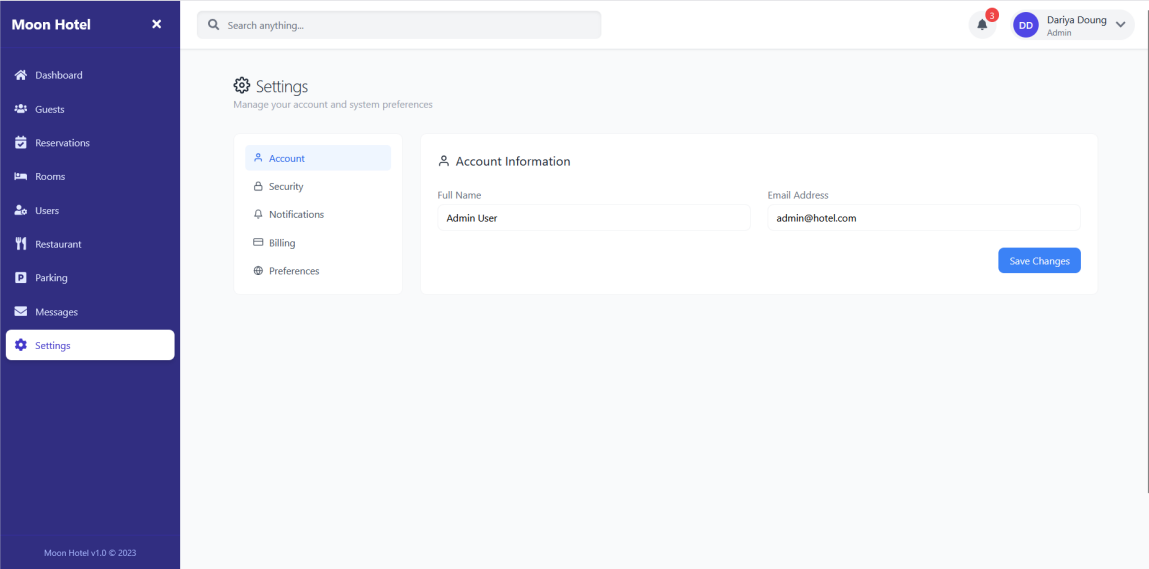 Moon Hotel
Search anything...
3
DD
Dariya Doung
Admin
Dashboard
Guests
Reservations
Rooms
Users
Restaurant
P
Parking
Messages
Settings
Moon Hotel v1.0 © 2023
Settings
Manage your account and system preferences
Account
Security
Notifications
Billing
Preferences
Account Information
Full Name
Admin User
Email Address
admin@hotel.com
Save Changes